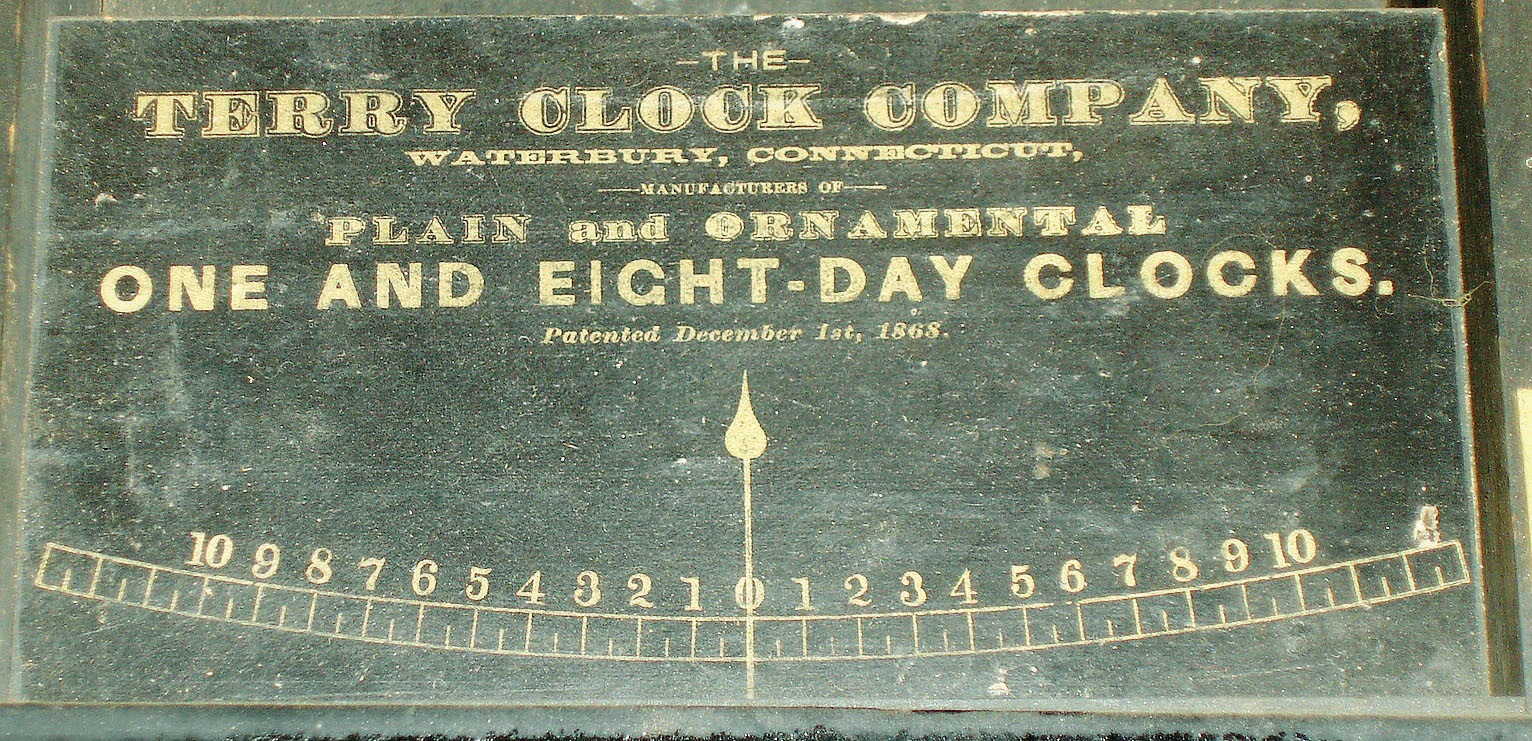 —THE—
TERRY CLOCK COMPANY,
WATERBURY, CONNECTICUT,
—MANUFACTURERS OF—
PLAIN and ORNAMENTAL
ONE AND EIGHT-DAY CLOCKS.
Patented December 1st, 1868.
10 9 8 7 6 5 4 3 2 1 0 1 2 3 4 5 6 7 8 9 10